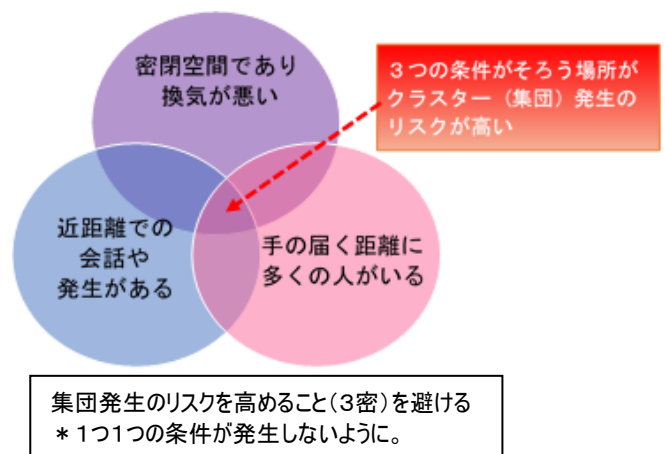 密閉空間であり
換気が悪い
３つの条件がそろう場所が
クラスター（集団）発生の
リスクが高い
近距離での
会話や
発生がある
手の届く距離に
多くの人がいる
集団発生のリスクを高めること（３密）を避ける
＊１つ１つの条件が発生しないように。